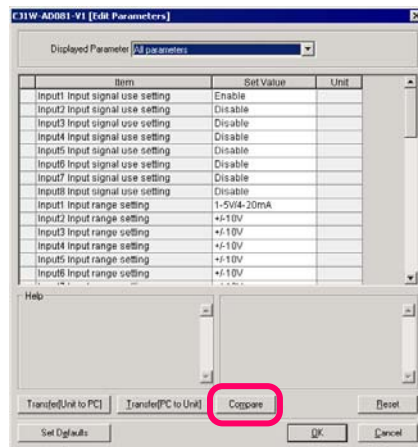 CJ1W-AD081-V1 [Edit Parameters]
Displayed Parameter All parameters
Item Set Value Unit
Input1 Input signal use setting Enable
Input2 Input signal use setting Disable
Input3 Input signal use setting Disable
Input4 Input signal use setting Disable
Input5 Input signal use setting Disable
Input6 Input signal use setting Disable
Input7 Input signal use setting Disable
Input8 Input signal use setting Disable
Input1 Input range setting 1-5V/4-20mA
Input2 Input range setting +/-10V
Input3 Input range setting +/-10V
Input4 Input range setting +/-10V
Input5 Input range setting +/-10V
Input6 Input range setting +/-10V
Help
Transfer[Unit to PC] Transfer[PC to Unit] Compare Reset
Set Defaults OK Cancel